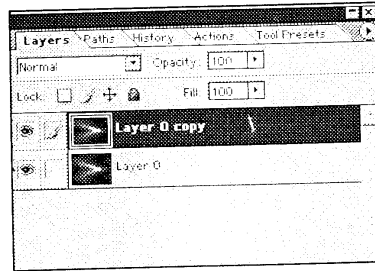 Layers Paths History Actions Tool Presets
Normal Opacity: 100
Lock: Fill: 100
Layer 0 copy
Layer 0